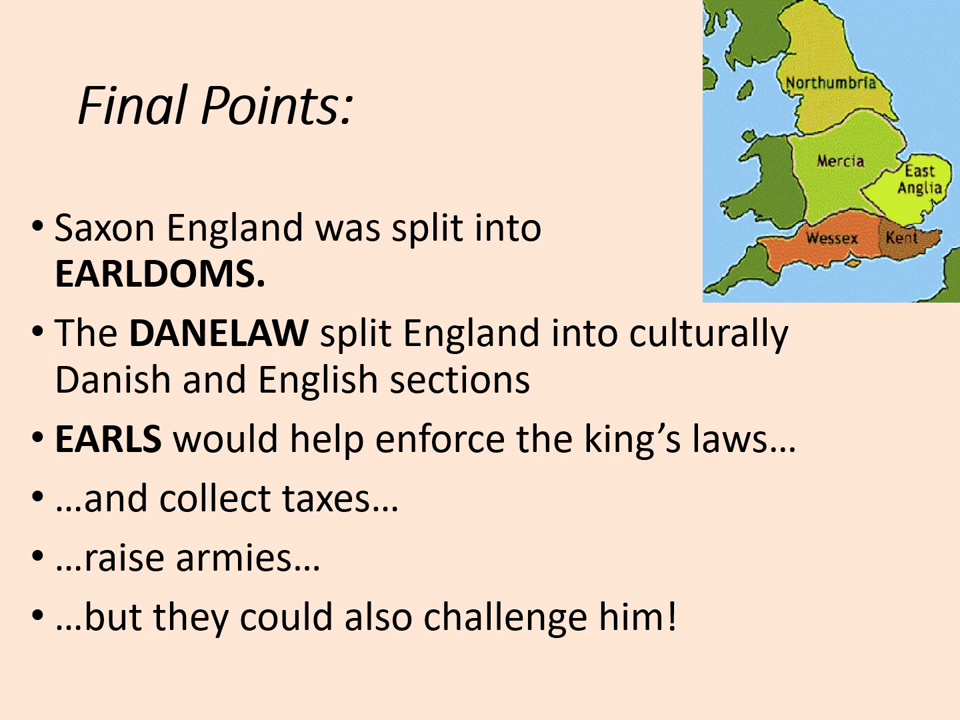 Final Points:
• Saxon England was split into
EARLDOMS.
• The DANELAW split England into culturally
Danish and English sections
• EARLS would help enforce the king’s laws…
• …and collect taxes…
• …raise armies…
• …but they could also challenge him!
Northumbria
Mercia
East
Anglia
Wessex
Kent